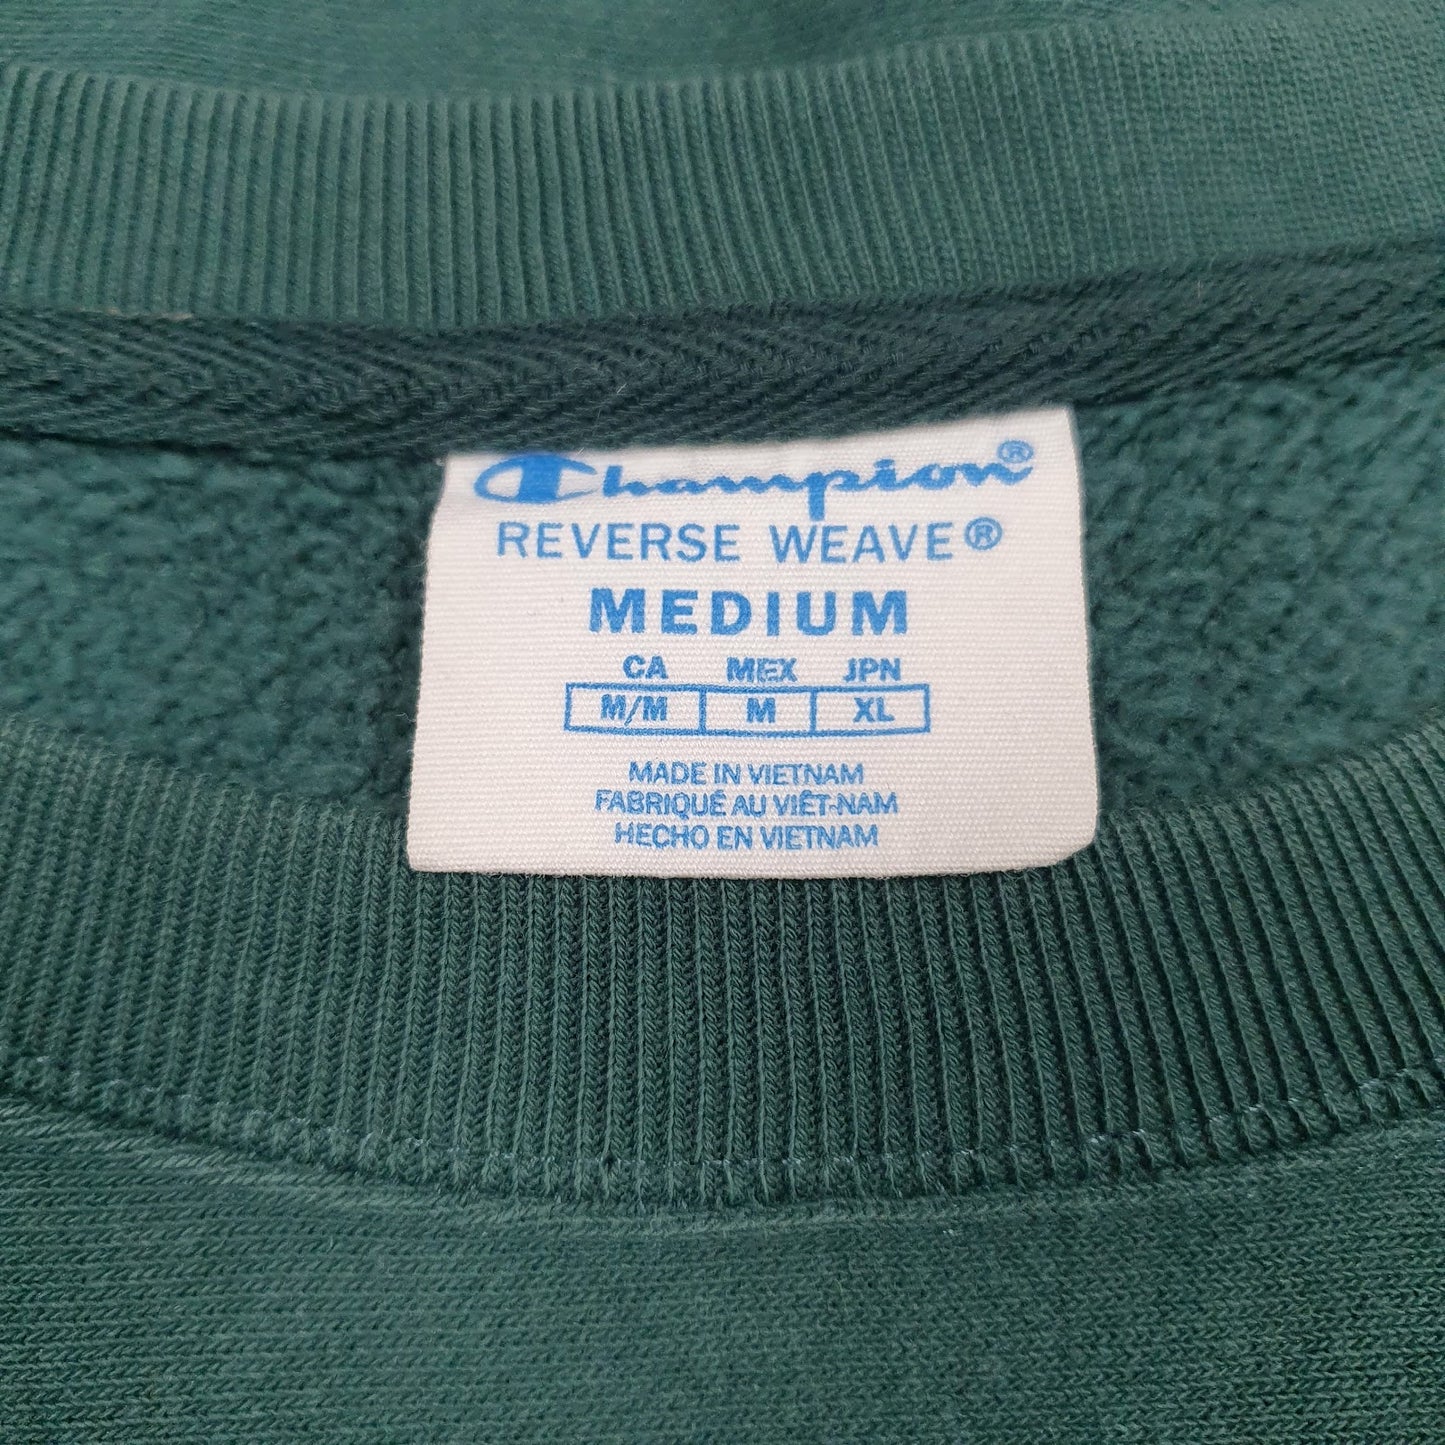 Champion®
REVERSE WEAVE®
MEDIUM
CA MEX JPN
M/M M XL
MADE IN VIETNAM
FABRIQUÉ AU VIÊT-NAM
HECHO EN VIETNAM